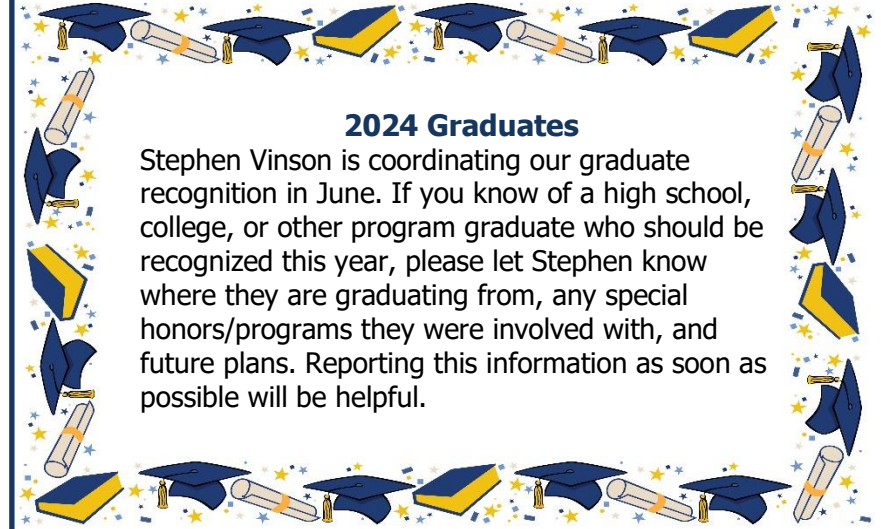 2024 Graduates
Stephen Vinson is coordinating our graduate
recognition in June. If you know of a high school,
college, or other program graduate who should be
recognized this year, please let Stephen know
where they are graduating from, any special
honors/programs they were involved with, and
future plans. Reporting this information as soon as
possible will be helpful.